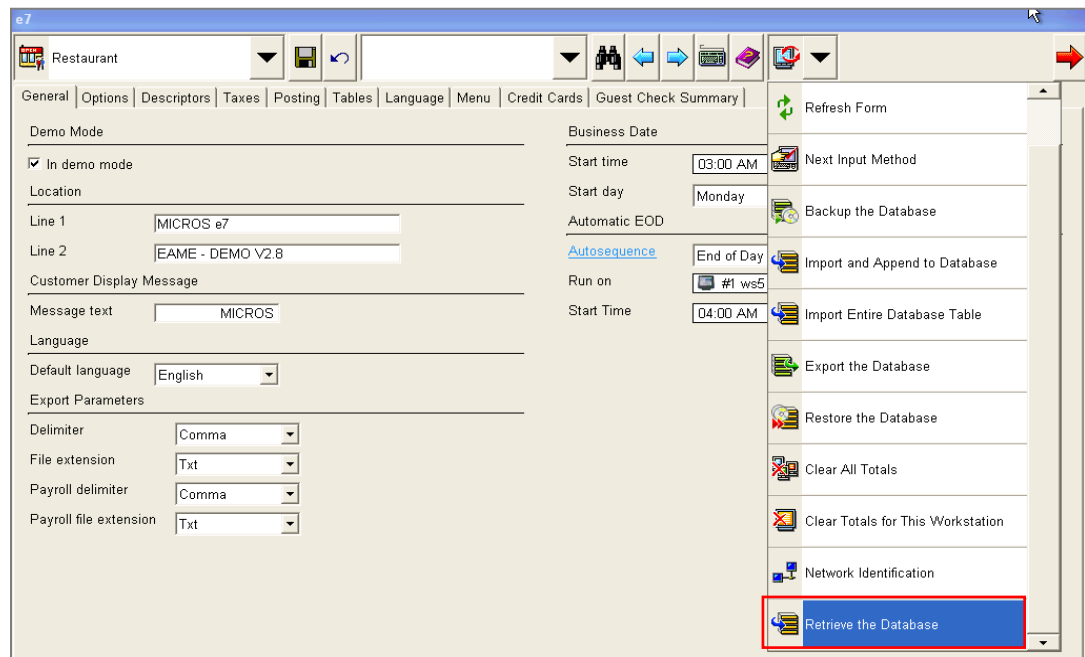 e7
Restaurant
General Options Descriptors Taxes Posting Tables Language Menu Credit Cards Guest Check Summary
Demo Mode
In demo mode
Location
Line 1 MICROS e7
Line 2 EAME - DEMO V2.8
Customer Display Message
Message text MICROS
Language
Default language English
Export Parameters
Delimiter Comma
File extension Txt
Payroll delimiter Comma
Payroll file extension Txt
Business Date
Start time 03:00 AM
Start day Monday
Automatic EOD
Autosequence End of Day
Run on #1 ws5
Start Time 04:00 AM
Refresh Form
Next Input Method
Backup the Database
Import and Append to Database
Import Entire Database Table
Export the Database
Restore the Database
Clear All Totals
Clear Totals for This Workstation
Network Identification
Retrieve the Database